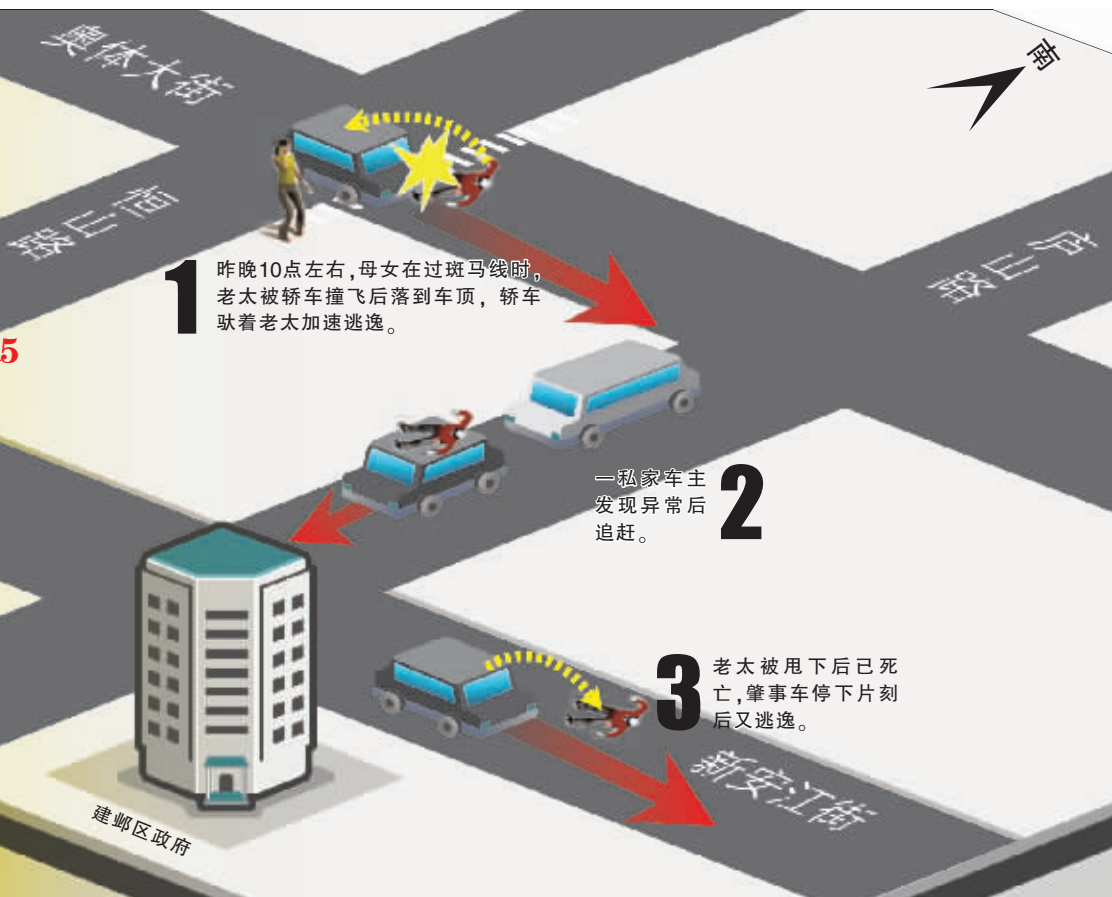 奥体大街
南
恒山路
庐山路
1
昨晚10点左右,母女在过斑马线时,
老太被轿车撞飞后落到车顶,轿车
驮着老太加速逃逸。
5
一私家车主
发现异常后
追赶。
2
3
老太被甩下后已死
亡,肇事车停下片刻
后又逃逸。
新安江街
建邺区政府